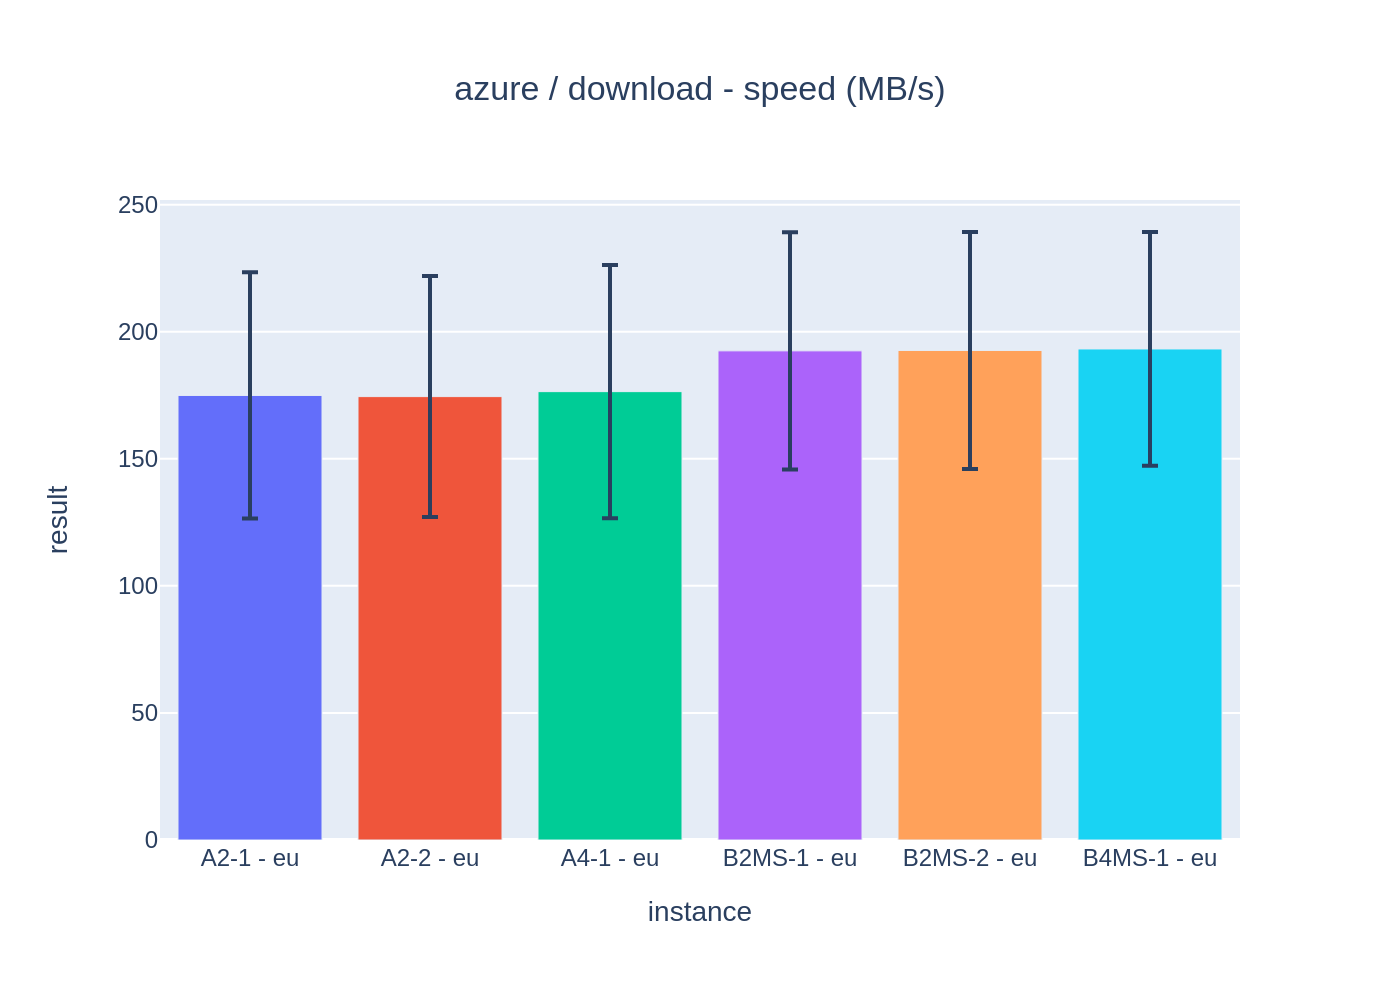 azure / download - speed (MB/s)
250
200
150
100
50
0
result
A2-1 - eu
A2-2 - eu
A4-1 - eu
B2MS-1 - eu
B2MS-2 - eu
B4MS-1 - eu
instance